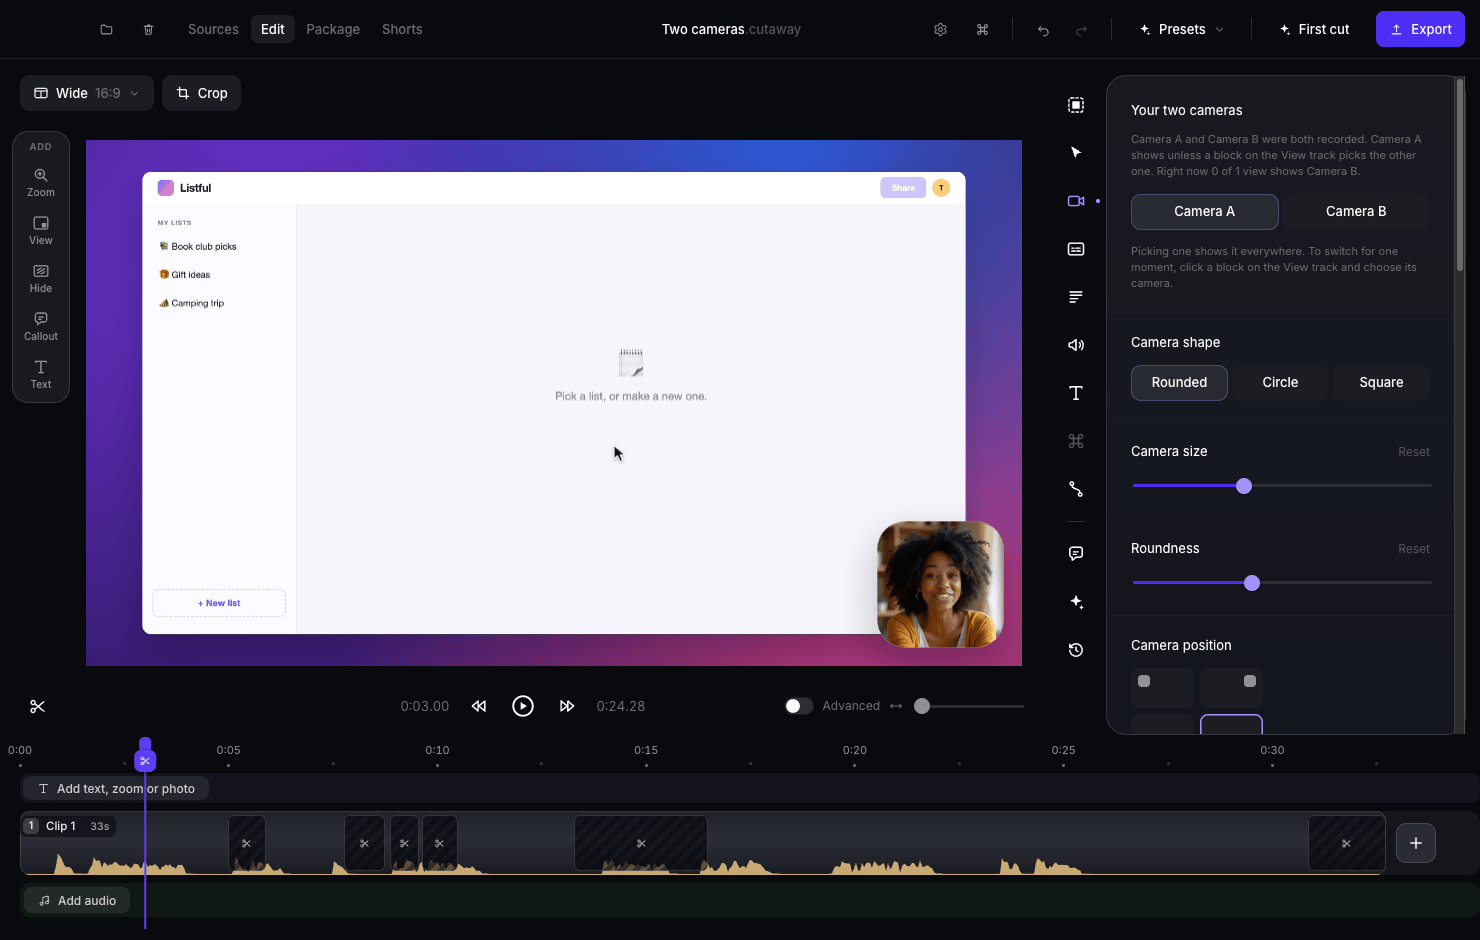 Sources
Edit
Package
Shorts
Two cameras.cutaway
Presets
First cut
Export
Wide 16:9
Crop
ADD
Zoom
View
Hide
Callout
Text
Listful
Share
T
MY LISTS
Book club picks
Gift ideas
Camping trip
Pick a list, or make a new one.
+ New list
Your two cameras
Camera A and Camera B were both recorded. Camera A
shows unless a block on the View track picks the other
one. Right now 0 of 1 view shows Camera B.
Camera A
Camera B
Picking one shows it everywhere. To switch for one
moment, click a block on the View track and choose its
camera.
Camera shape
Rounded
Circle
Square
Camera size
Reset
Roundness
Reset
Camera position
0:03.00
0:24.28
Advanced
0:00
0:05
0:10
0:15
0:20
0:25
0:30
Add text, zoom or photo
1 Clip 1 33s
Add audio